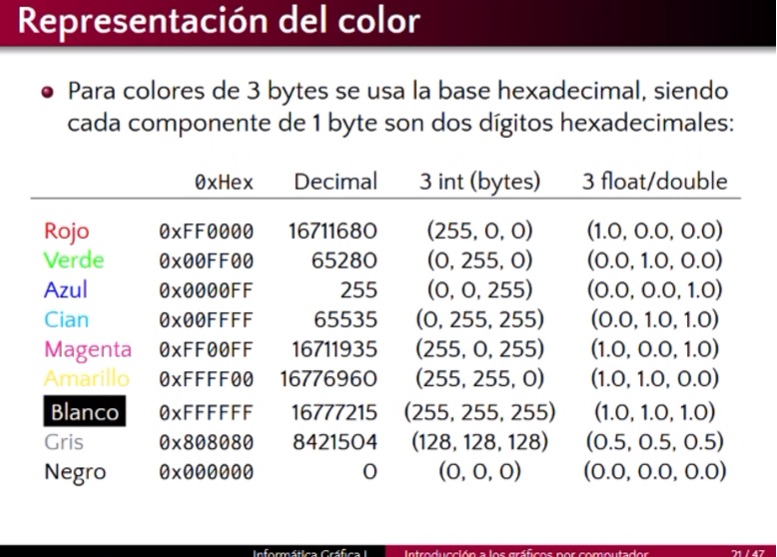 Representación del color
Para colores de 3 bytes se usa la base hexadecimal, siendo
cada componente de 1 byte son dos dígitos hexadecimales:
0xHex Decimal 3 int (bytes) 3 float/double
Rojo 0xFF0000 16711680 (255, 0, 0) (1.0, 0.0, 0.0)
Verde 0x00FF00 65280 (0, 255, 0) (0.0, 1.0, 0.0)
Azul 0x0000FF 255 (0, 0, 255) (0.0, 0.0, 1.0)
Cian 0x00FFFF 65535 (0, 255, 255) (0.0, 1.0, 1.0)
Magenta 0xFF00FF 16711935 (255, 0, 255) (1.0, 0.0, 1.0)
Amarillo 0xFFFF00 16776960 (255, 255, 0) (1.0, 1.0, 0.0)
Blanco 0xFFFFFF 16777215 (255, 255, 255) (1.0, 1.0, 1.0)
Gris 0x808080 8421504 (128, 128, 128) (0.5, 0.5, 0.5)
Negro 0x000000 0 (0, 0, 0) (0.0, 0.0, 0.0)
Informática Gráfica I Introducción a los gráficos por computador 21 / 47